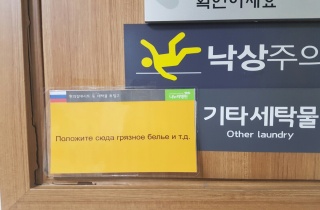 확인하세요
낙상주의
기타세탁물
Other laundry
Положите сюда грязное белье и т.д.